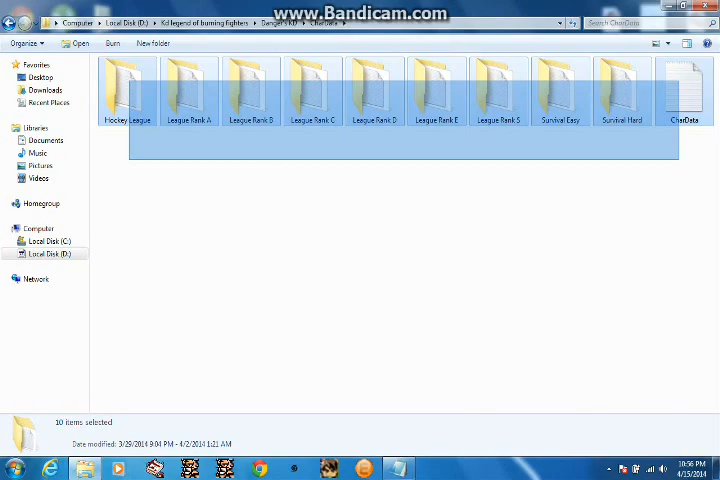 www.Bandicam.com
Computer ▸ Local Disk (D:) ▸ Kd legend of burning fighters ▸ Danger's KD ▸ CharData ▸
Search CharData
Organize ▾ Open Burn New folder
Favorites
Desktop
Downloads
Recent Places
Libraries
Documents
Music
Pictures
Videos
Homegroup
Computer
Local Disk (C:)
Local Disk (D:)
Network
Hockey League
League Rank A
League Rank B
League Rank C
League Rank D
League Rank E
League Rank S
Survival Easy
Survival Hard
CharData
10 items selected
Date modified: 3/29/2014 9:04 PM - 4/2/2014 1:21 AM
10:56 PM
4/15/2014